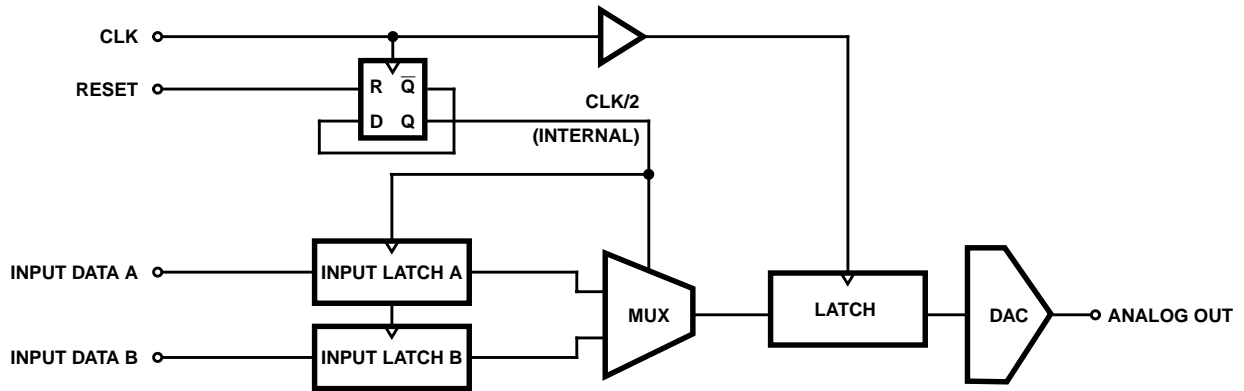 CLK
RESET
R Q
D Q
CLK/2
(INTERNAL)
INPUT DATA A
INPUT LATCH A
MUX
LATCH
DAC
ANALOG OUT
INPUT DATA B
INPUT LATCH B